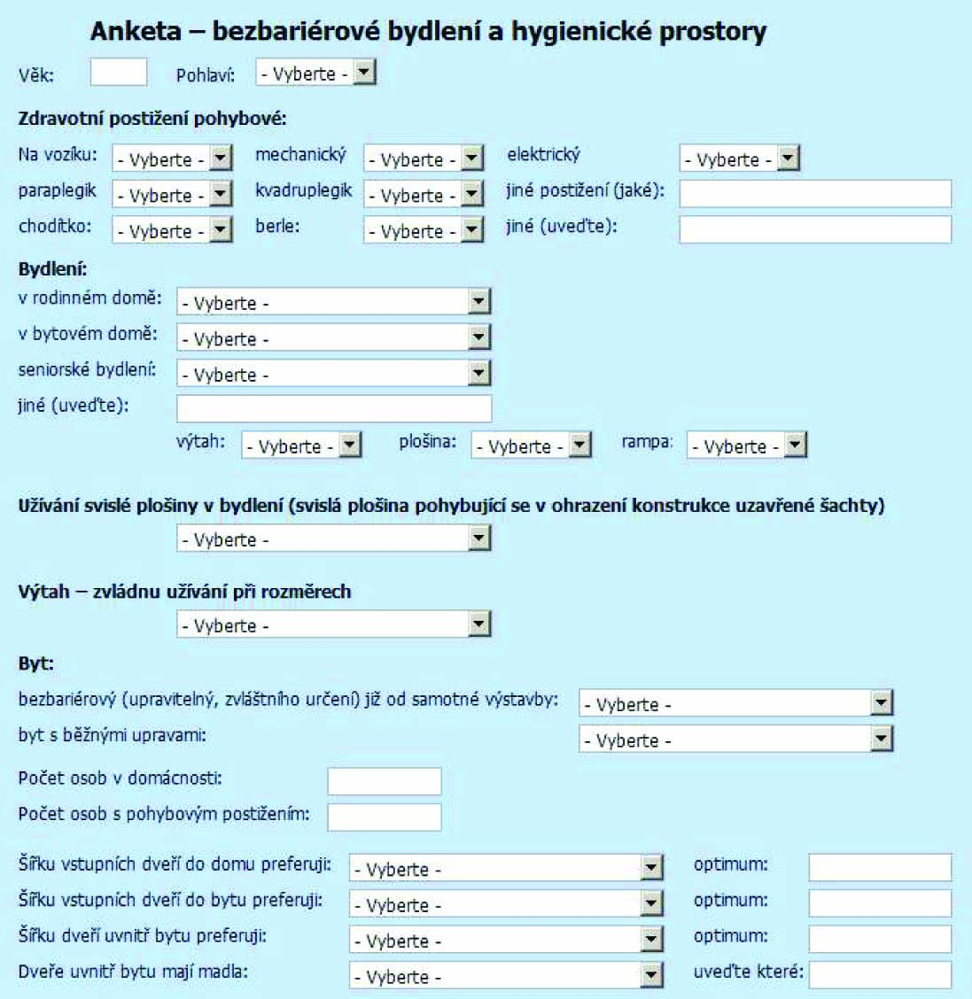 Anketa – bezbariérové bydlení a hygienické prostory
Věk: Pohlaví: - Vyberte -
Zdravotní postižení pohybové:
Na vozíku: - Vyberte - mechanický - Vyberte - elektrický - Vyberte -
paraplegik - Vyberte - kvadruplegik - Vyberte - jiné postižení (jaké):
chodítko: - Vyberte - berle: - Vyberte - jiné (uveďte):
Bydlení:
v rodinném domě: - Vyberte -
v bytovém domě: - Vyberte -
seniorské bydlení: - Vyberte -
jiné (uveďte):
výtah: - Vyberte - plošina: - Vyberte - rampa: - Vyberte -
Užívání svislé plošiny v bydlení (svislá plošina pohybující se v ohrazení konstrukce uzavřené šachty)
- Vyberte -
Výtah – zvládnu užívání při rozměrech
- Vyberte -
Byt:
bezbariérový (upravitelný, zvláštního určení) již od samotné výstavby: - Vyberte -
byt s běžnými upravami: - Vyberte -
Počet osob v domácnosti:
Počet osob s pohybovým postižením:
Šířku vstupních dveří do domu preferuji: - Vyberte - optimum:
Šířku vstupních dveří do bytu preferuji: - Vyberte - optimum:
Šířku dveří uvnitř bytu preferuji: - Vyberte - optimum:
Dveře uvnitř bytu mají madla: - Vyberte - uveďte které: